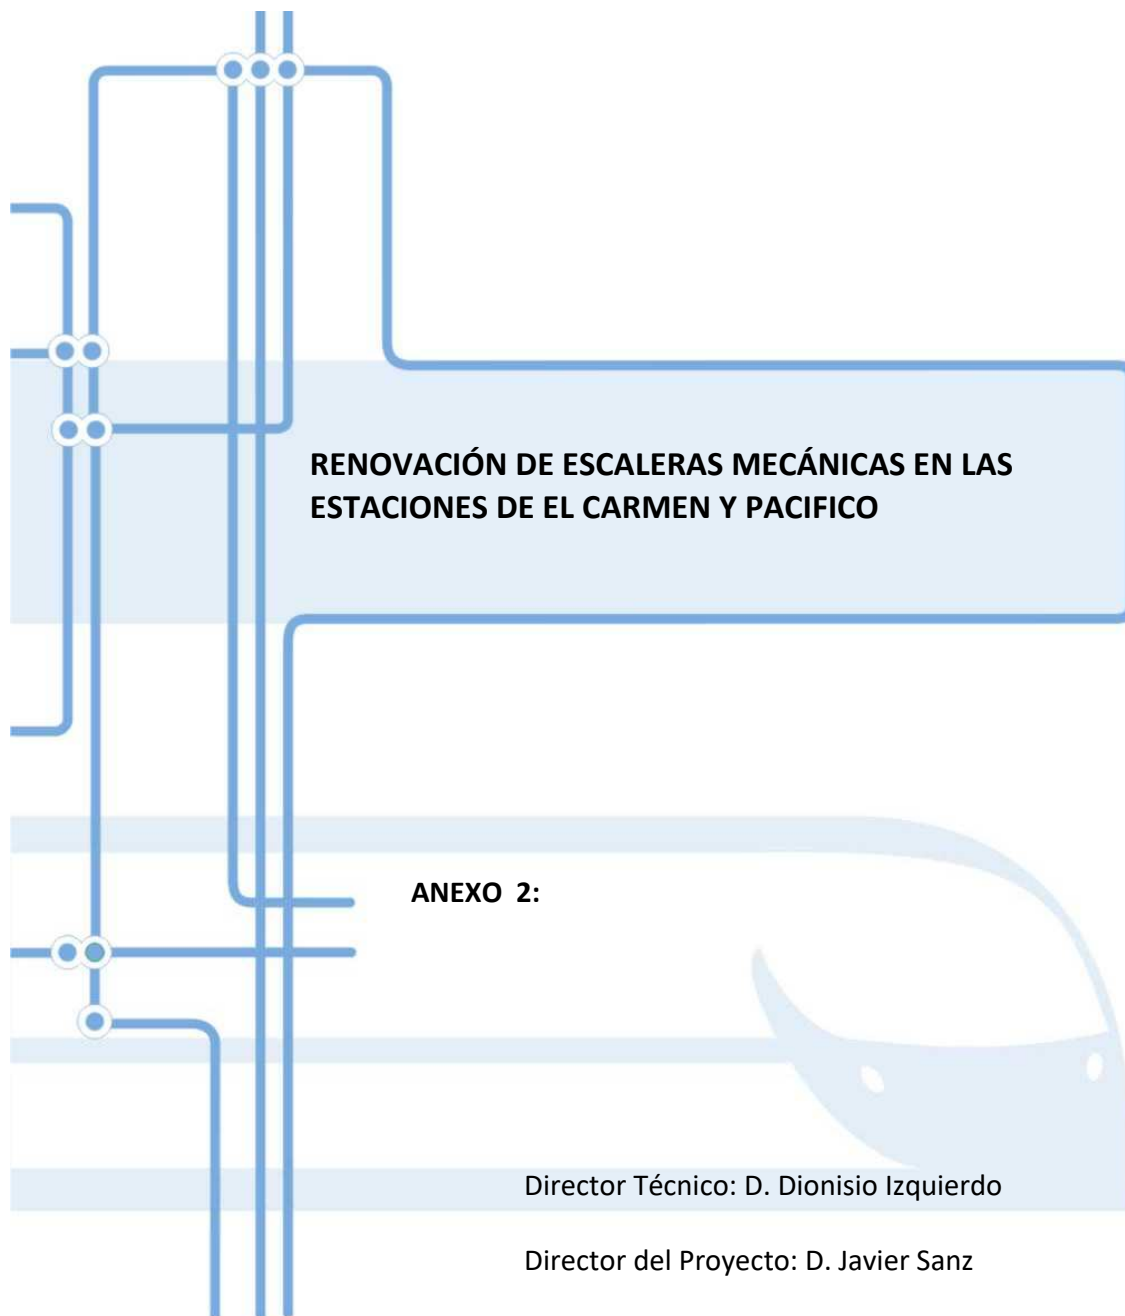 RENOVACIÓN DE ESCALERAS MECÁNICAS EN LAS
ESTACIONES DE EL CARMEN Y PACIFICO
ANEXO 2:
Director Técnico: D. Dionisio Izquierdo
Director del Proyecto: D. Javier Sanz